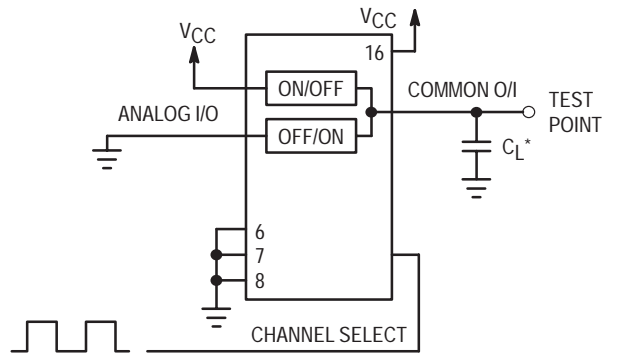 VCC
VCC
16
ON/OFF
COMMON O/I
TEST
POINT
ANALOG I/O
OFF/ON
CL*
6
7
8
CHANNEL SELECT